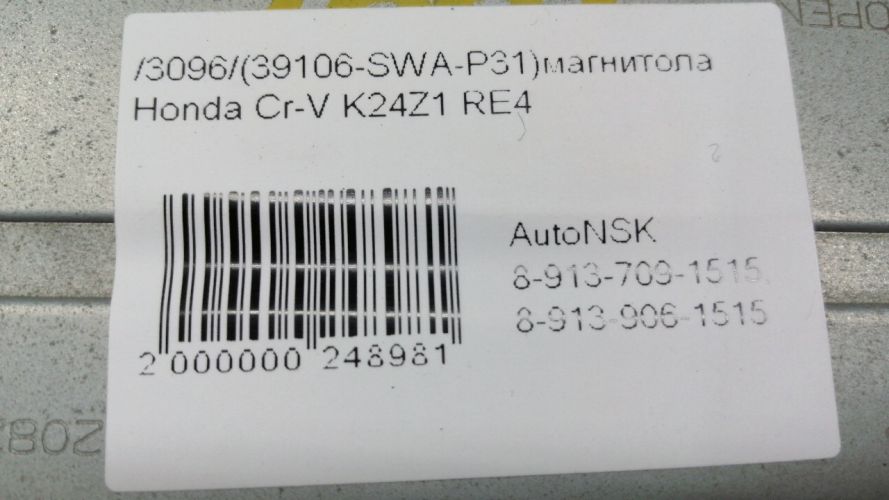 /3096/(39106-SWA-P31)магнитола
Honda Cr-V K24Z1 RE4
AutoNSK
8-913-709-1515,
8-913-906-1515
2 000000 248981
OPEN